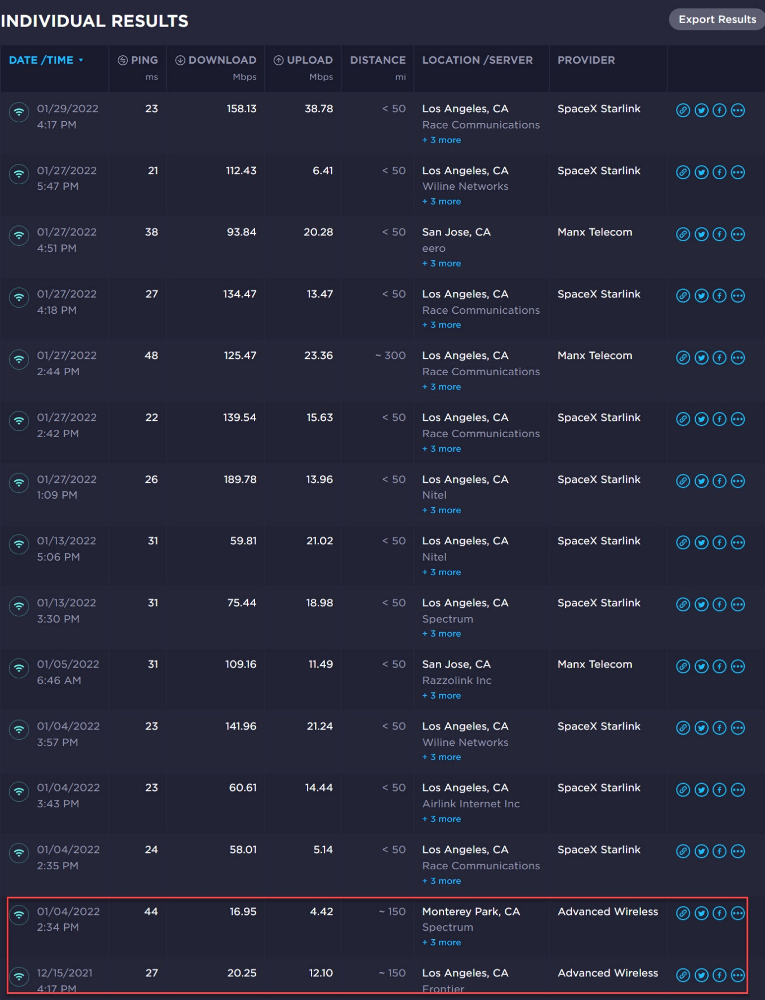 INDIVIDUAL RESULTS
Export Results
DATE /TIME PING DOWNLOAD UPLOAD DISTANCE LOCATION /SERVER PROVIDER
ms Mbps Mbps mi
01/29/2022 23 158.13 38.78 < 50 Los Angeles, CA SpaceX Starlink
4:17 PM Race Communications
+ 3 more
01/27/2022 21 112.43 6.41 < 50 Los Angeles, CA SpaceX Starlink
5:47 PM Wiline Networks
+ 3 more
01/27/2022 38 93.84 20.28 < 50 San Jose, CA Manx Telecom
4:51 PM eero
+ 3 more
01/27/2022 27 134.47 13.47 < 50 Los Angeles, CA SpaceX Starlink
4:18 PM Race Communications
+ 3 more
01/27/2022 48 125.47 23.36 ~ 300 Los Angeles, CA Manx Telecom
2:44 PM Race Communications
+ 3 more
01/27/2022 22 139.54 15.63 < 50 Los Angeles, CA SpaceX Starlink
2:42 PM Race Communications
+ 3 more
01/27/2022 26 189.78 13.96 < 50 Los Angeles, CA SpaceX Starlink
1:09 PM Nitel
+ 3 more
01/13/2022 31 59.81 21.02 < 50 Los Angeles, CA SpaceX Starlink
5:06 PM Nitel
+ 3 more
01/13/2022 31 75.44 18.98 < 50 Los Angeles, CA SpaceX Starlink
3:30 PM Spectrum
+ 3 more
01/05/2022 31 109.16 11.49 < 50 San Jose, CA Manx Telecom
6:46 AM Razzolink Inc
+ 3 more
01/04/2022 23 141.96 21.24 < 50 Los Angeles, CA SpaceX Starlink
3:57 PM Wiline Networks
+ 3 more
01/04/2022 23 60.61 14.44 < 50 Los Angeles, CA SpaceX Starlink
3:43 PM Airlink Internet Inc
+ 3 more
01/04/2022 24 58.01 5.14 < 50 Los Angeles, CA SpaceX Starlink
2:35 PM Race Communications
+ 3 more
01/04/2022 44 16.95 4.42 ~ 150 Monterey Park, CA Advanced Wireless
2:34 PM Spectrum
+ 3 more
12/15/2021 27 20.25 12.10 ~ 150 Los Angeles, CA Advanced Wireless
4:17 PM Frontier